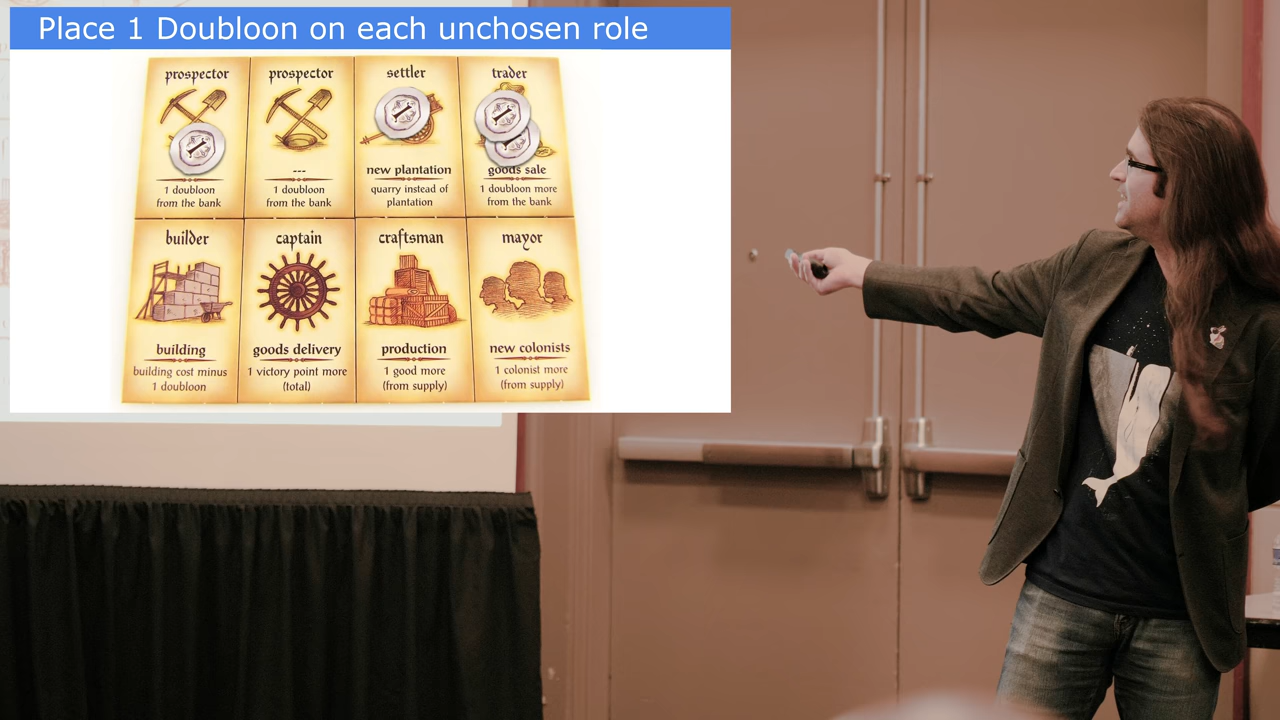 Place 1 Doubloon on each unchosen role
prospector
1 doubloon
from the bank
prospector
---
1 doubloon
from the bank
settler
new plantation
quarry instead of
plantation
trader
goods sale
1 doubloon more
from the bank
builder
building
building cost minus
1 doubloon
captain
goods delivery
1 victory point more
(total)
craftsman
production
1 good more
(from supply)
mayor
new colonists
1 colonist more
(from supply)